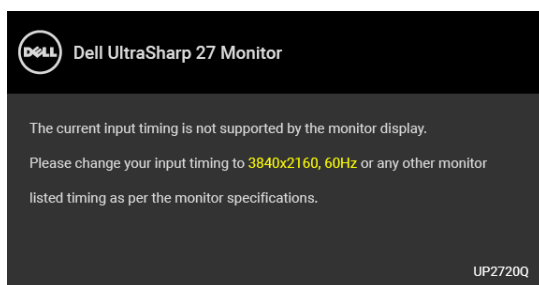 DELL Dell UltraSharp 27 Monitor
The current input timing is not supported by the monitor display.
Please change your input timing to 3840x2160, 60Hz or any other monitor
listed timing as per the monitor specifications.
UP2720Q